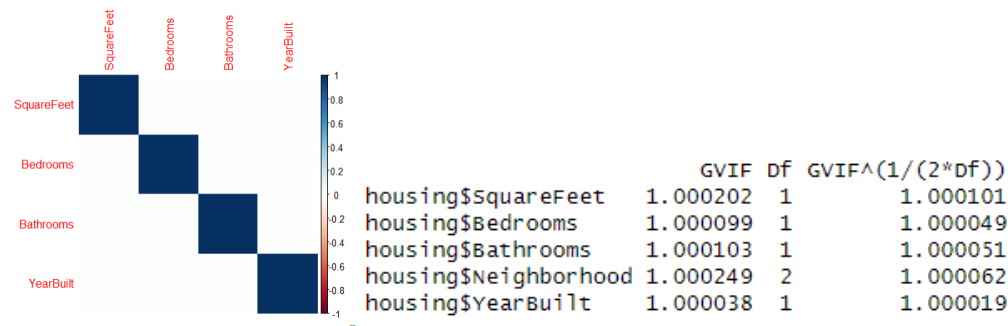 SquareFeet
Bedrooms
Bathrooms
YearBuilt
SquareFeet
Bedrooms
Bathrooms
YearBuilt
1
0.8
0.6
0.4
0.2
0
-0.2
-0.4
-0.6
-0.8
-1
GVIF Df GVIF^(1/(2*Df))
housing$SquareFeet 1.000202 1 1.000101
housing$Bedrooms 1.000099 1 1.000049
housing$Bathrooms 1.000103 1 1.000051
housing$Neighborhood 1.000249 2 1.000062
housing$YearBuilt 1.000038 1 1.000019